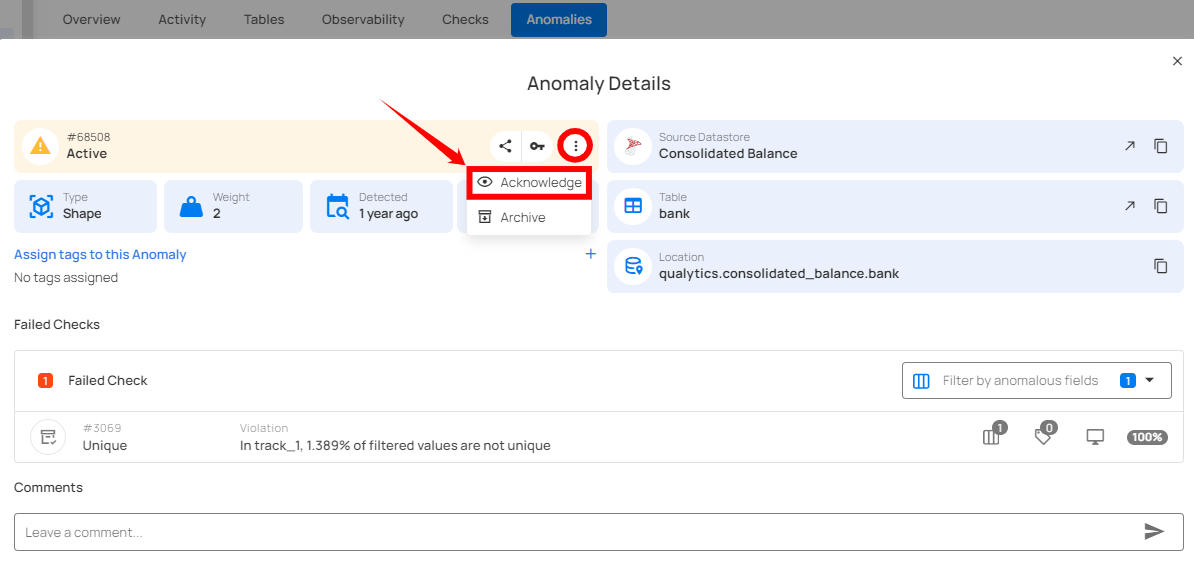 Overview Activity Tables Observability Checks Anomalies
Anomaly Details
#68508
Active
Acknowledge
Archive
Type
Shape
Weight
2
Detected
1 year ago
Source Datastore
Consolidated Balance
Table
bank
Location
qualytics.consolidated_balance.bank
Assign tags to this Anomaly
No tags assigned
Failed Checks
1 Failed Check
Filter by anomalous fields 1
#3069
Unique
Violation
In track_1, 1.389% of filtered values are not unique
1 0 100%
Comments
Leave a comment...